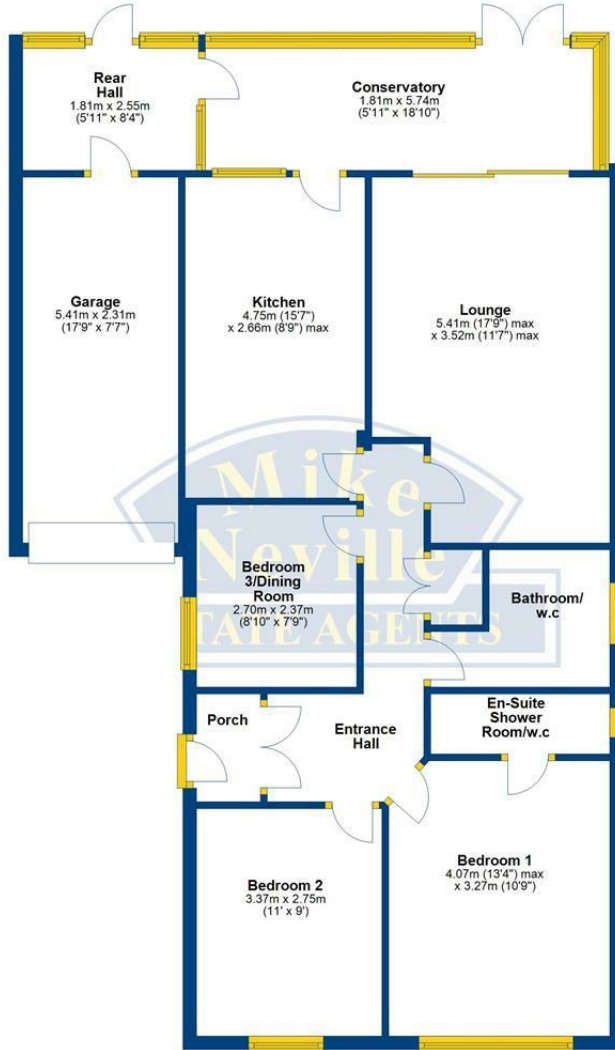 Rear
Hall
1.81m x 2.55m
(5'11" x 8'4")
Conservatory
1.81m x 5.74m
(5'11" x 18'10")
Garage
5.41m x 2.31m
(17'9" x 7'7")
Kitchen
4.75m (15'7")
x 2.66m (8'9") max
Lounge
5.41m (17'9") max
x 3.52m (11'7") max
Mike
Neville
ESTATE AGENTS
Bedroom
3/Dining
Room
2.70m x 2.37m
(8'10" x 7'9")
Bathroom/
w.c
Porch
Entrance
Hall
En-Suite
Shower
Room/w.c
Bedroom 2
3.37m x 2.75m
(11' x 9')
Bedroom 1
4.07m (13'4") max
x 3.27m (10'9")